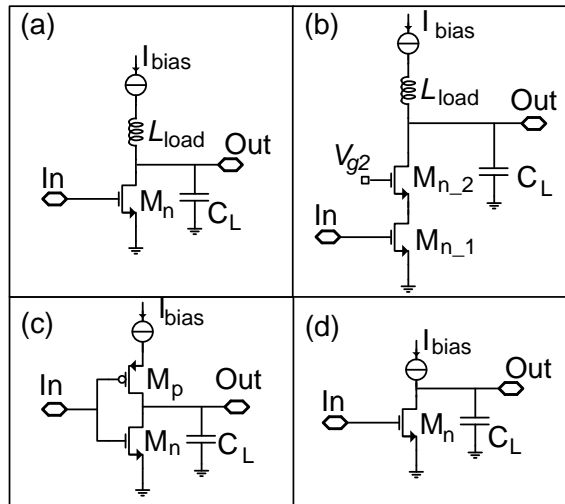 (a)
I_bias
L_load
Out
In
M_n
C_L
(b)
I_bias
L_load
Out
V_g2
M_n_2
C_L
In
M_n_1
(c)
I_bias
In
M_p
Out
M_n
C_L
(d)
I_bias
Out
In
M_n
C_L